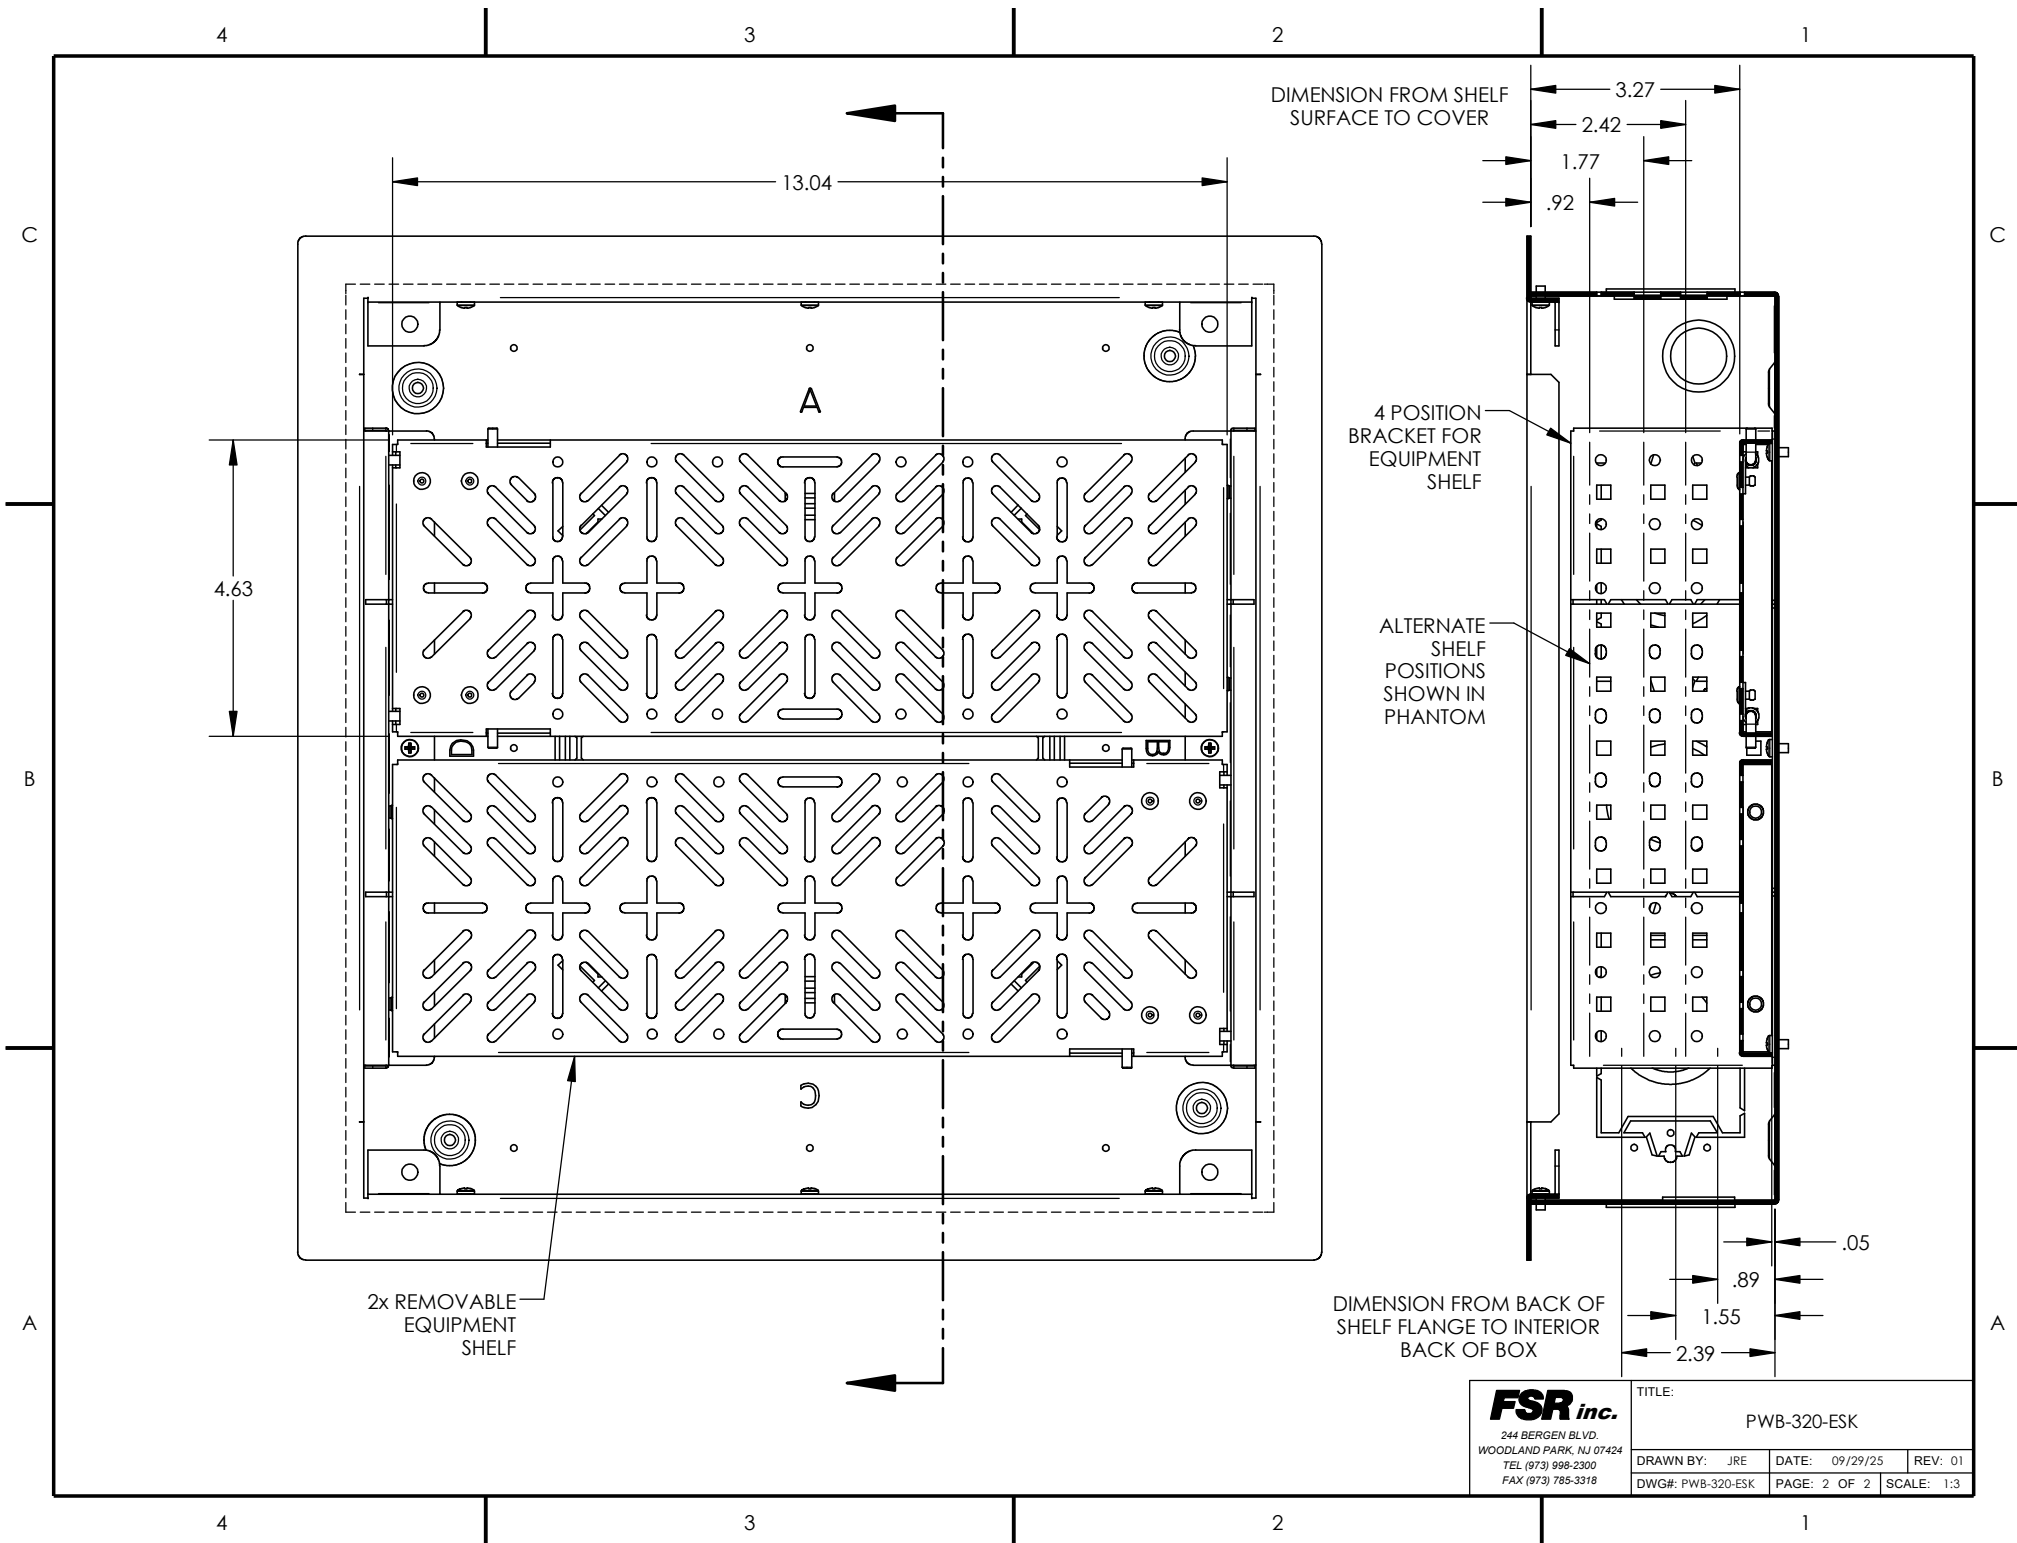 4
3
2
1
DIMENSION FROM SHELF
SURFACE TO COVER
3.27
2.42
1.77
.92
13.04
C
C
A
4 POSITION
BRACKET FOR
EQUIPMENT
SHELF
4.63
ALTERNATE
SHELF
POSITIONS
SHOWN IN
PHANTOM
D
B
B
B
C
.05
.89
1.55
2.39
DIMENSION FROM BACK OF
SHELF FLANGE TO INTERIOR
BACK OF BOX
2x REMOVABLE
EQUIPMENT
SHELF
A
A
FSR inc.
244 BERGEN BLVD.
WOODLAND PARK, NJ 07424
TEL (973) 998-2300
FAX (973) 785-3318
TITLE:
PWB-320-ESK
DRAWN BY: JRE
DATE: 09/29/25
REV: 01
DWG#: PWB-320-ESK
PAGE: 2 OF 2
SCALE: 1:3
4
3
2
1